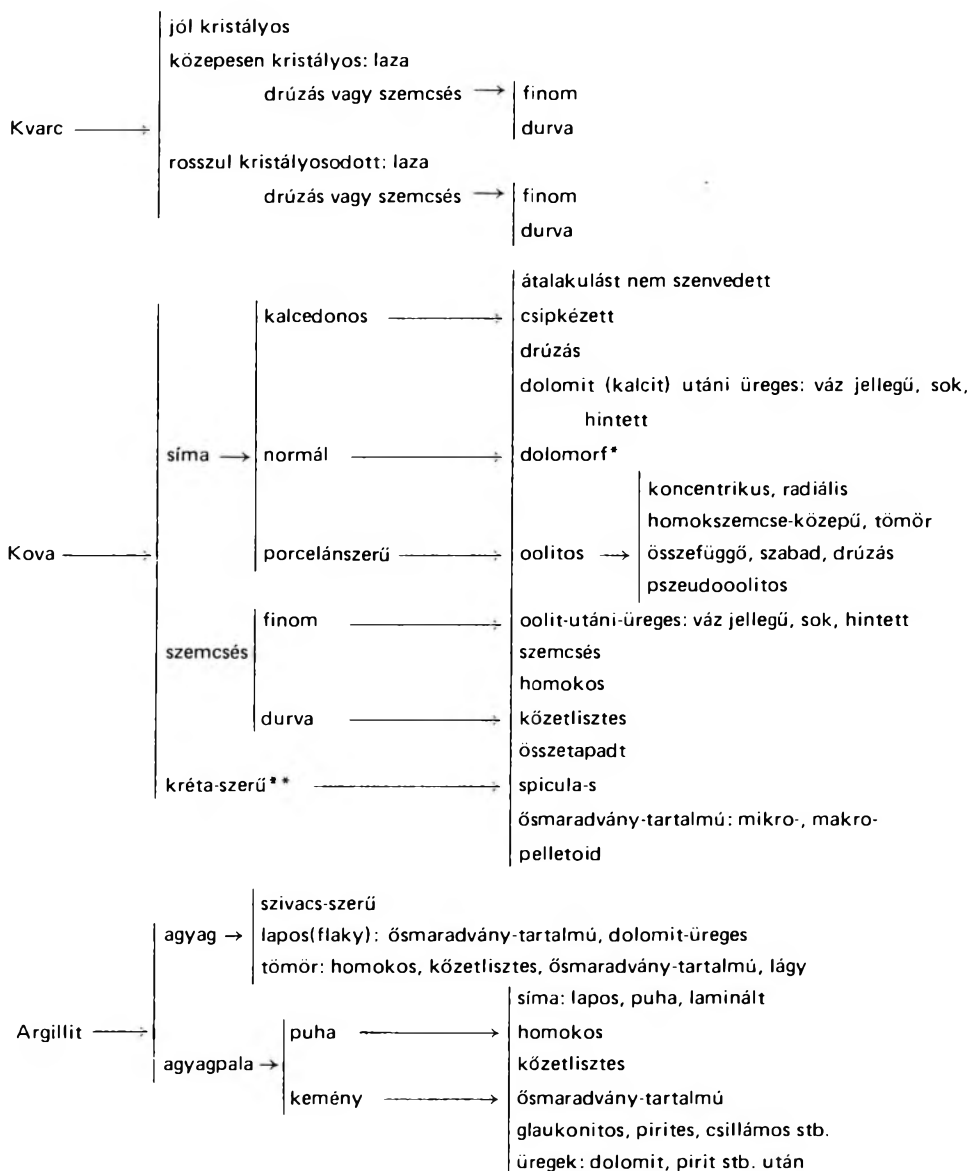 jól kristályos
közepesen kristályos: laza
drúzás vagy szemcsés → finom
Kvarc → durva
rosszul kristályosodott: laza
drúzás vagy szemcsés → finom
durva
átalakulást nem szenvedett
kalcedonos → csipkézett
drúzás
dolomit (kalcit) utáni üreges: váz jellegű, sok,
hintett
síma → normál → dolomorf*
koncentrikus, radiális
homokszemcse-közepű, tömör
Kova → porcelánszerű → oolitos → összefüggő, szabad, drúzás
pszeudooolitos
finom oolit-utáni-üreges: váz jellegű, sok, hintett
szemcsés szemcsés
homokos
durva → kőzetlisztes
összetapadt
kréta-szerű** → spicula-s
ősmaradvány-tartalmú: mikro-, makro-
pelletoid
szivacs-szerű
agyag → lapos(flaky): ősmaradvány-tartalmú, dolomit-üreges
tömör: homokos, kőzetlisztes, ősmaradvány-tartalmú, lágy
síma: lapos, puha, laminált
Argillit → puha → homokos
agyagpala → kőzetlisztes
kemény → ősmaradvány-tartalmú
glaukonitos, pirites, csillámos stb.
üregek: dolomit, pirit stb. után